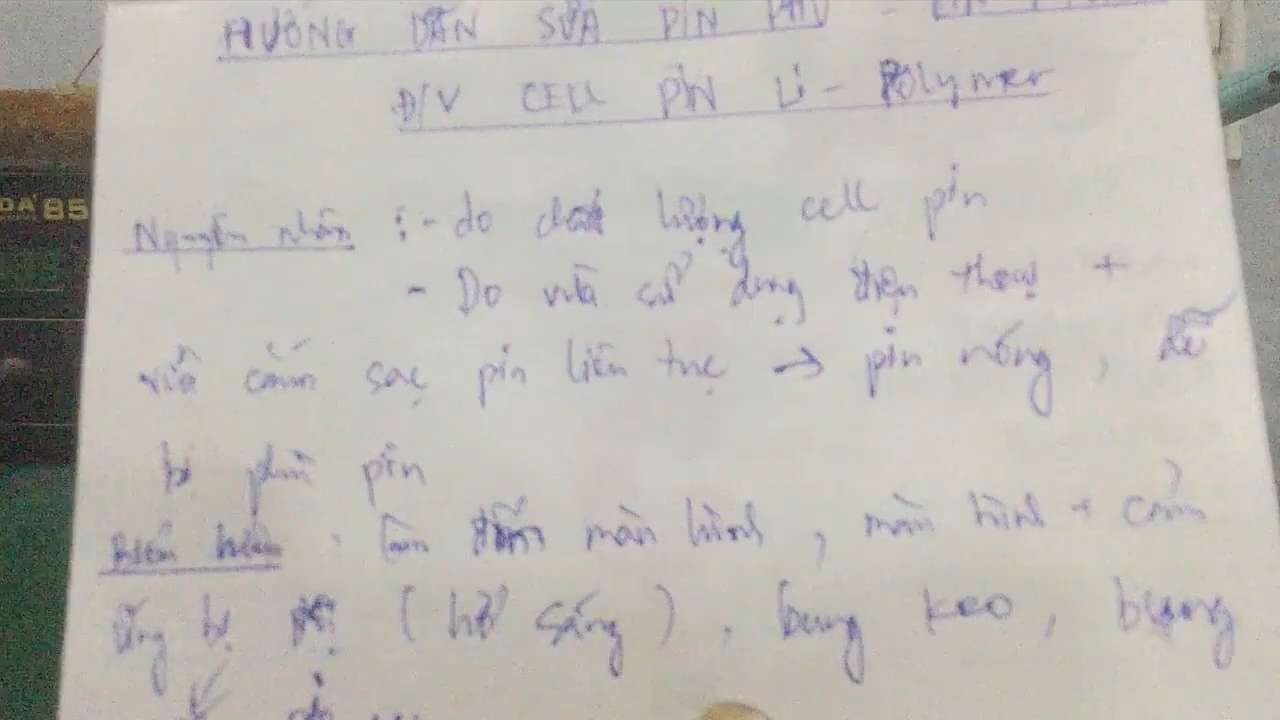 HƯỚNG DẪN SỬA PIN
Đ/V CELL PIN Li - Polymer
Nguyên nhân : - do chất lượng cell pin
- Do vừa sử dụng điện thoại +
vừa cắm sạc pin liên tục → pin nóng, dễ
bị phù pin
Biểu hiện : màn hình, màn hình + cảm
ứng bị (hở sáng), bung keo, bung
85